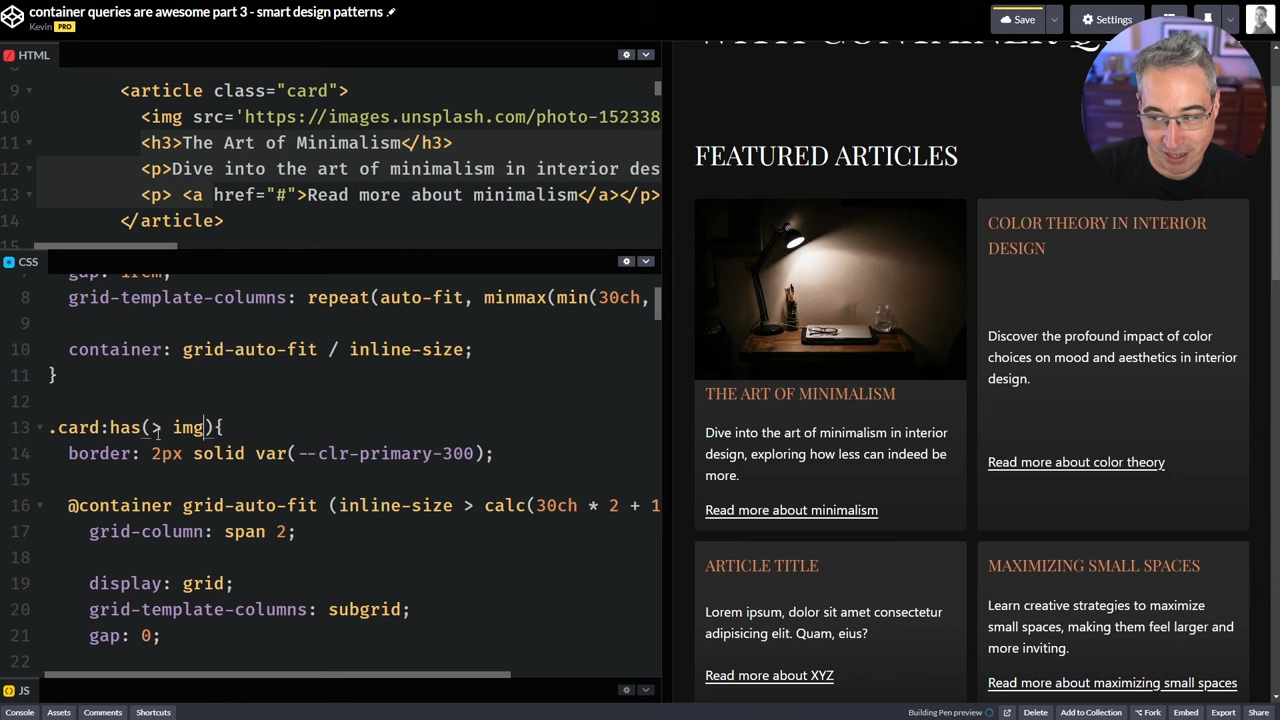 container queries are awesome part 3 - smart design patterns
Kevin PRO
Save
Settings
HTML
9 <article class="card">
10 <img src='https://images.unsplash.com/photo-152338
11 <h3>The Art of Minimalism</h3>
12 <p>Dive into the art of minimalism in interior des
13 <p> <a href="#">Read more about minimalism</a></p>
14 </article>
15
CSS
gap: 1rem;
8 grid-template-columns: repeat(auto-fit, minmax(min(30ch,
9
10 container: grid-auto-fit / inline-size;
11 }
12
13 .card:has(> img){
14 border: 2px solid var(--clr-primary-300);
15
16 @container grid-auto-fit (inline-size > calc(30ch * 2 + 1
17 grid-column: span 2;
18
19 display: grid;
20 grid-template-columns: subgrid;
21 gap: 0;
22
JS
WITH CONTAINER
FEATURED ARTICLES
THE ART OF MINIMALISM
Dive into the art of minimalism in interior
design, exploring how less can indeed be
more.
Read more about minimalism
COLOR THEORY IN INTERIOR
DESIGN
Discover the profound impact of color
choices on mood and aesthetics in interior
design.
Read more about color theory
ARTICLE TITLE
Lorem ipsum, dolor sit amet consectetur
adipisicing elit. Quam, eius?
Read more about XYZ
MAXIMIZING SMALL SPACES
Learn creative strategies to maximize
small spaces, making them feel larger and
more inviting.
Read more about maximizing small spaces
Console Assets Comments Shortcuts
Building Pen preview Delete Add to Collection Fork Embed Export Share